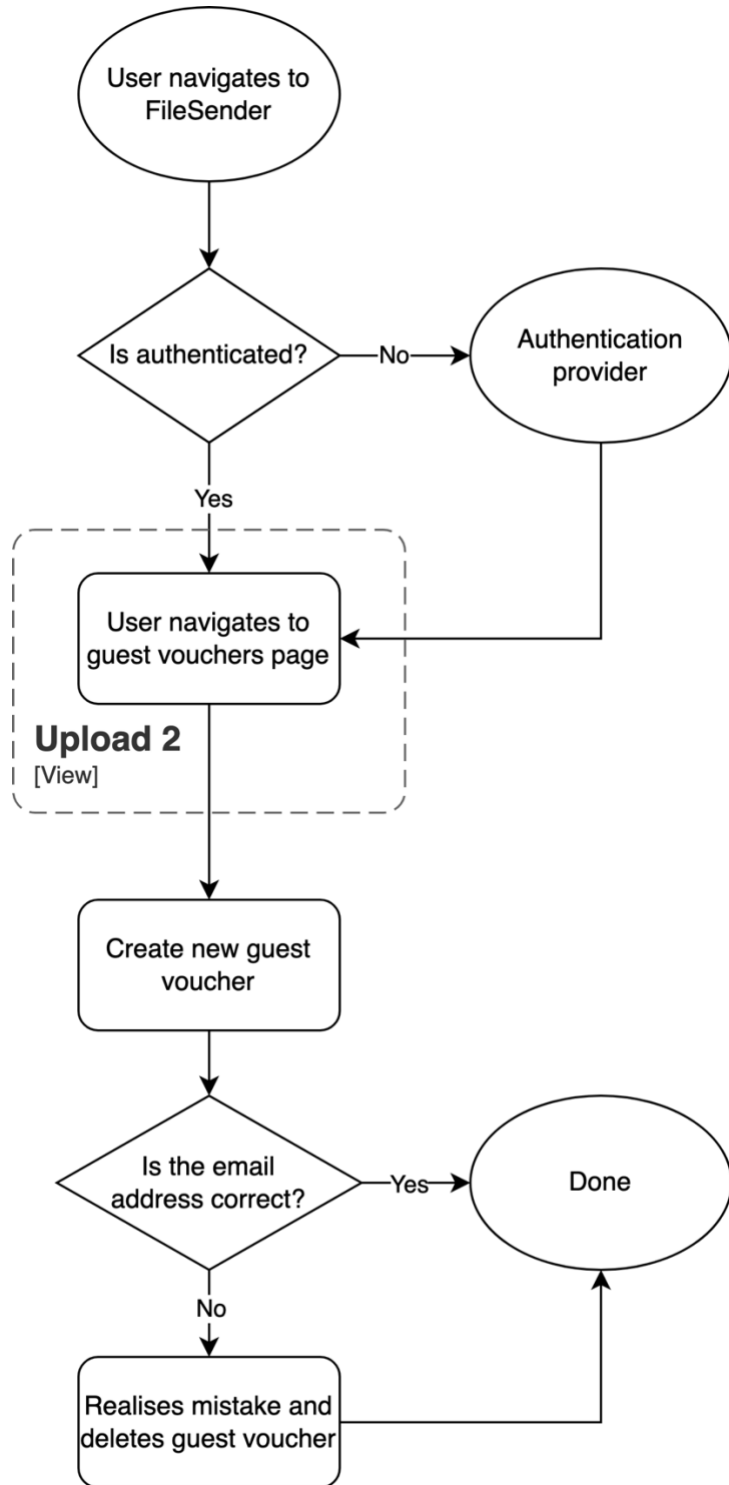 User navigates to
FileSender
Is authenticated?
No
Authentication
provider
Yes
User navigates to
guest vouchers page
Upload 2
[View]
Create new guest
voucher
Is the email
address correct?
Yes
Done
No
Realises mistake and
deletes guest voucher